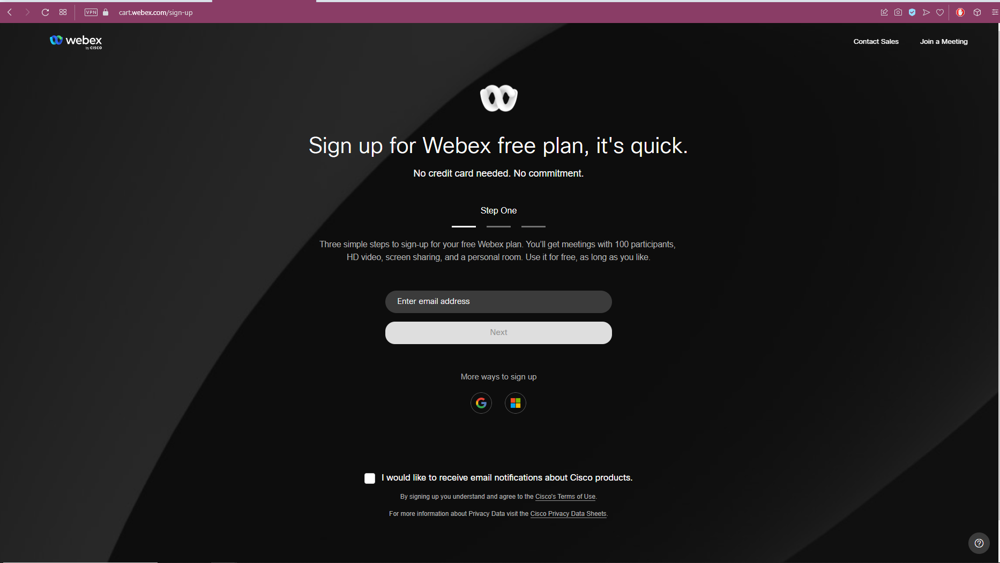 VPN
cart.webex.com/sign-up
webex
by CISCO
Contact Sales
Join a Meeting
Sign up for Webex free plan, it's quick.
No credit card needed. No commitment.
Step One
Three simple steps to sign-up for your free Webex plan. You’ll get meetings with 100 participants,
HD video, screen sharing, and a personal room. Use it for free, as long as you like.
Enter email address
Next
More ways to sign up
I would like to receive email notifications about Cisco products.
By signing up you understand and agree to the Cisco's Terms of Use.
For more information about Privacy Data visit the Cisco Privacy Data Sheets.